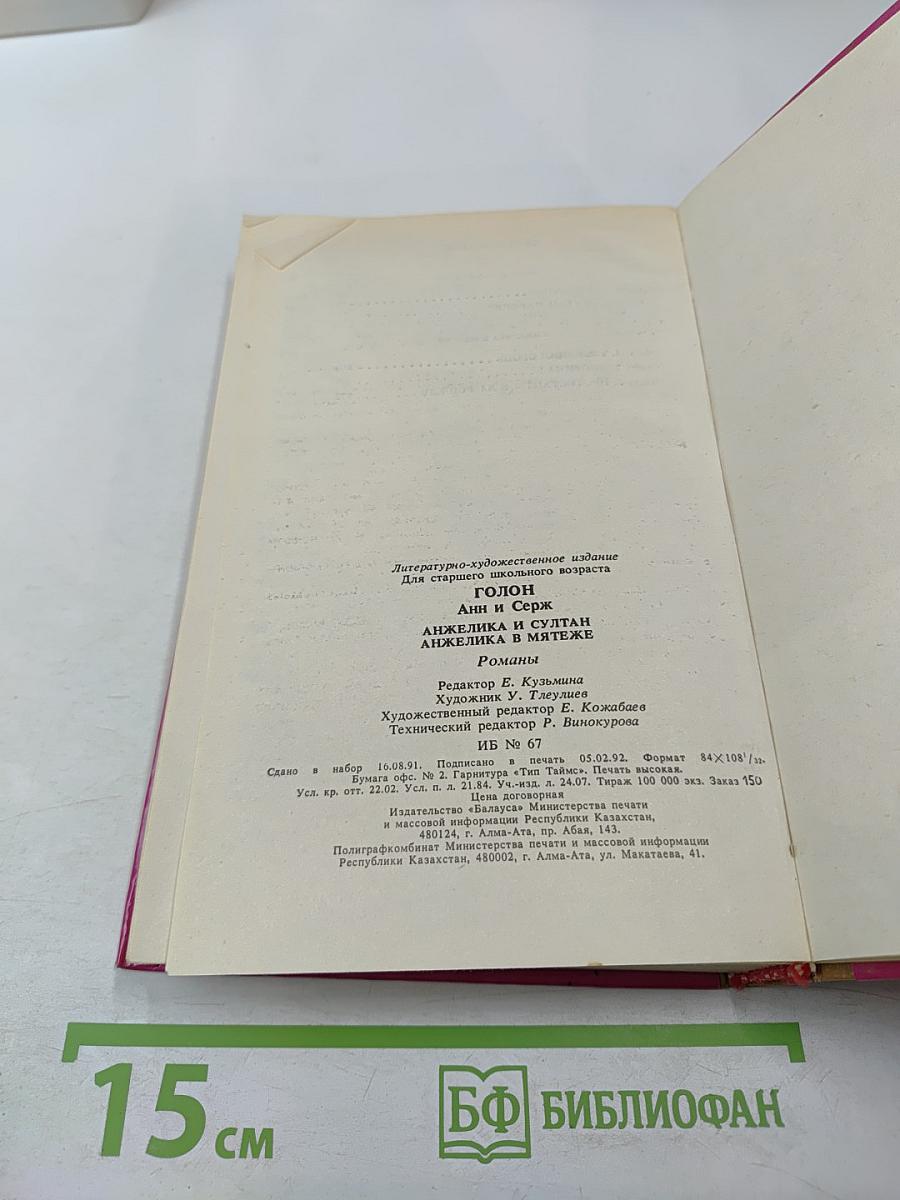 Литературно-художественное издание
Для старшего школьного возраста
ГОЛОН
Анн и Серж
АНЖЕЛИКА И СУЛТАН
АНЖЕЛИКА В МЯТЕЖЕ
Романы
Редактор Е. Кузьмина
Художник У. Тлеулиев
Художественный редактор Е. Кожабаев
Технический редактор Р. Винокурова
ИБ № 67
Сдано в набор 16.08.91. Подписано в печать 05.02.92. Формат 84×108¹/₃₂.
Бумага офс. № 2. Гарнитура «Тип Таймс». Печать высокая.
Усл. кр. отт. 22.02. Усл. п. л. 21.84. Уч.-изд. л. 24.07. Тираж 100 000 экз. Заказ 150
Цена договорная
Издательство «Балауса» Министерства печати
и массовой информации Республики Казахстан,
480124, г. Алма-Ата, пр. Абая, 143.
Полиграфкомбинат Министерства печати и массовой информации
Республики Казахстан, 480002, г. Алма-Ата, ул. Макатаева, 41.
15 см
БФ БИБЛИОФАН